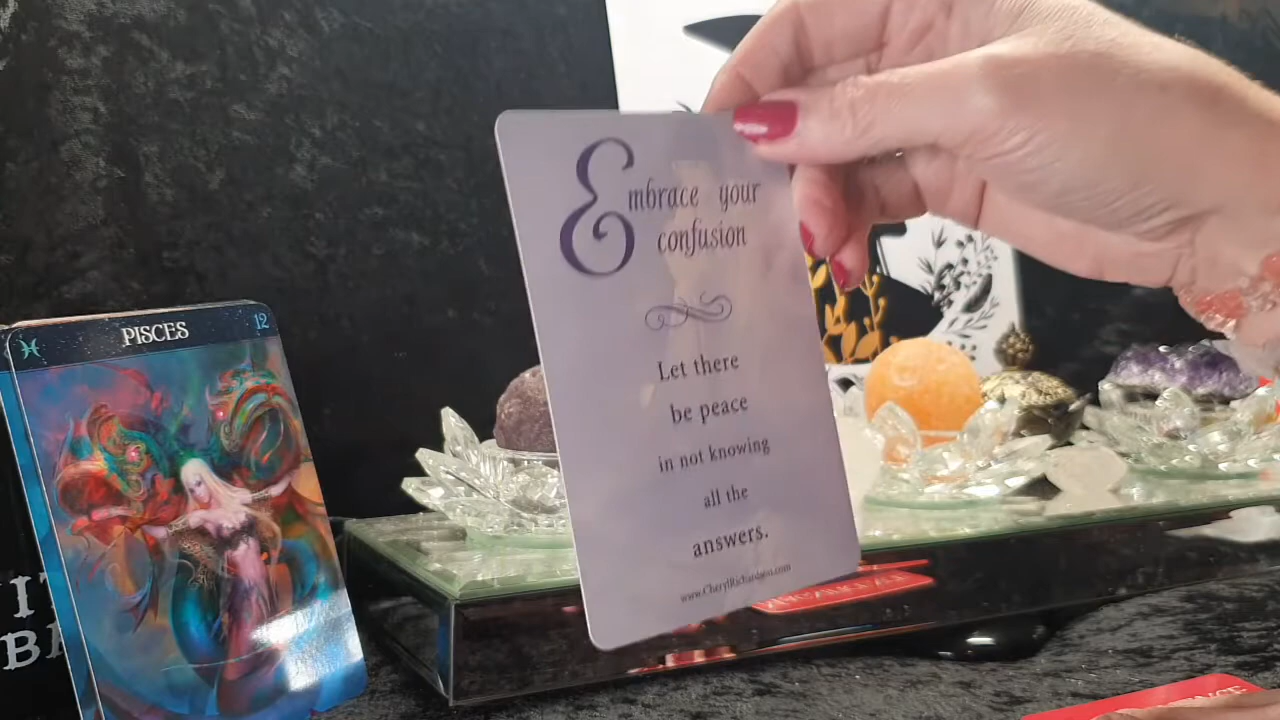 PISCES
12
Embrace your
confusion
Let there
be peace
in not knowing
all the
answers.
www.CherylRichardson.com